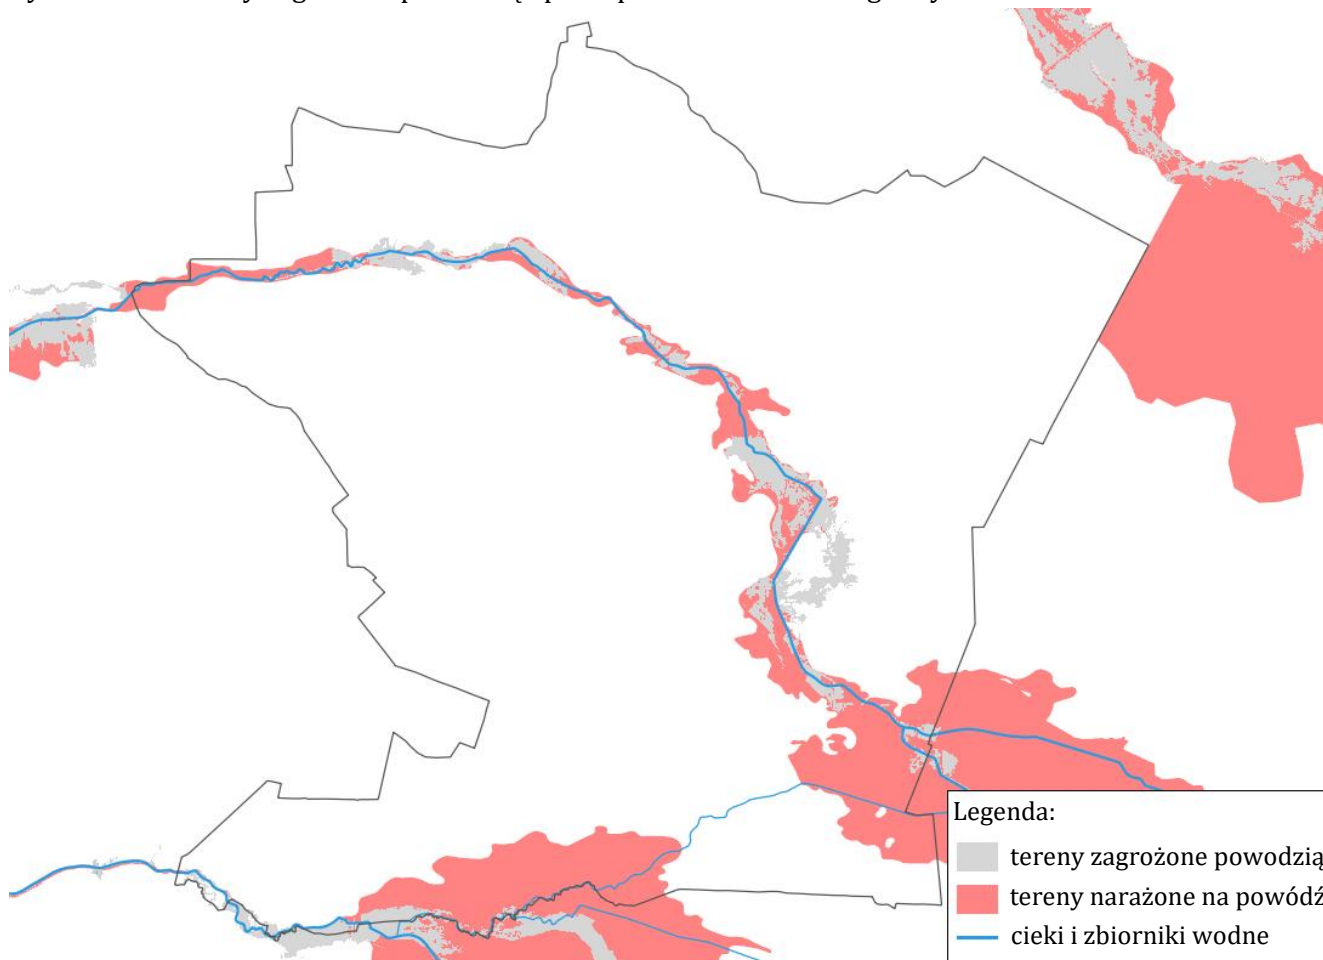 Legenda:
tereny zagrożone powodzią
tereny narażone na powódź
cieki i zbiorniki wodne